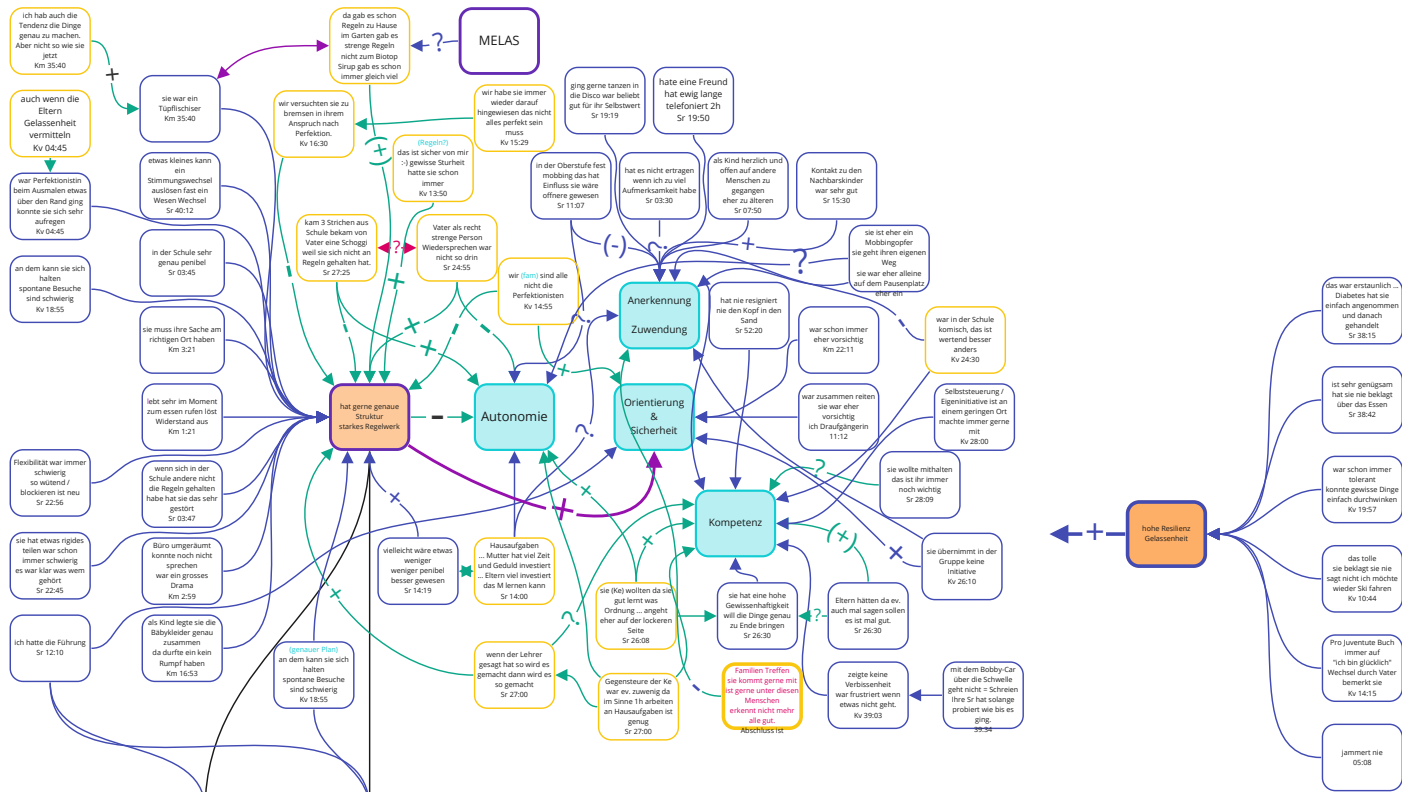 ich hab auch die
Tendenz die Dinge
genau zu machen.
Aber nicht so wie sie
jetzt
Km 35:40
da gab es schon
Regeln zu Hause
im Garten gab es
strenge Regeln
nicht zum Biotop
Sirup gab es schon
immer gleich viel
?
MELAS
+
auch wenn die
Eltern
Gelassenheit
vermitteln
Kv 04:45
sie war ein
Tüpflischiser
Km 35:40
wir versuchten sie zu
bremsen in ihrem
Anspruch nach
Perfektion.
Kv 16:30
wir habe sie immer
wieder darauf
hingewiesen das nicht
alles perfekt sein
muss
Kv 15:29
ging gerne tanzen in
die Disco war beliebt
gut für ihr Selbstwert
Sr 19:19
hate eine Freund
hat ewig lange
telefoniert 2h
Sr 19:50
(+)
(Regeln?)
das ist sicher von mir
:-) gewisse Sturheit
hatte sie schon
immer
Kv 13:50
war Perfektionistin
beim Ausmalen etwas
über den Rand ging
konnte sie sich sehr
aufregen
Kv 04:45
etwas kleines kann
ein
Stimmungswechsel
auslösen fast ein
Wesen Wechsel
Sr 40:12
in der Oberstufe fest
mobbing das hat
Einfluss sie wäre
offnere gewesen
Sr 11:07
hat es nicht ertragen
wenn ich zu viel
Aufmerksamkeit habe
Sr 03:30
als Kind herzlich und
offen auf andere
Menschen zu
gegangen
eher zu älteren
Sr 07:50
Kontakt zu den
Nachbarskinder
war sehr gut
Sr 15:30
an dem kann sie sich
halten
spontane Besuche
sind schwierig
Kv 18:55
in der Schule sehr
genau penibel
Sr 03:45
kam 3 Strichen aus
Schule bekam von
Vater eine Schoggi
weil sie sich nicht an
Regeln gehalten hat.
Sr 27:25
?
Vater als recht
strenge Person
Wiedersprechen war
nicht so drin
Sr 24:55
wir (fam) sind alle
nicht die
Perfektionisten
Kv 14:55
(-)
?
+
?
sie ist eher ein
Mobbingopfer
sie geht ihren eigenen
Weg
sie war eher alleine
auf dem Pausenplatz
eher ein
sie muss ihre Sache am
richtigen Ort haben
Km 3:21
Anerkennung
Zuwendung
hat nie resigniert
nie den Kopf in den
Sand
Sr 52:20
war schon immer
eher vorsichtig
Km 22:11
war in der Schule
komisch, das ist
wertend besser
anders
Kv 24:30
das war erstaunlich ...
Diabetes hat sie
einfach angenommen
und danach
gehandelt
Sr 38:15
lebt sehr im Moment
zum essen rufen löst
Widerstand aus
Km 1:21
hat gerne genaue
Struktur
starkes Regelwerk
-
Autonomie
Orientierung
&
Sicherheit
war zusammen reiten
sie war eher
vorsichtig
ich Draufgängerin
11:12
Selbststeuerung /
Eigeninitiative ist an
einem geringen Ort
machte immer gerne
mit
Kv 28:00
ist sehr genügsam
hat sie nie beklagt
über das Essen
Sr 38:42
Flexibilität war immer
schwierig
so wütend /
blockieren ist neu
Sr 22:56
wenn sich in der
Schule andere nicht
die Regeln gehalten
habe hat sie das sehr
gestört
Sr 03:47
Kompetenz
?
sie wollte mithalten
das ist ihr immer
noch wichtig
Sr 28:09
war schon immer
tolerant
konnte gewisse Dinge
einfach durchwinken
Kv 19:57
sie hat etwas rigides
teilen war schon
immer schwierig
es war klar was wem
gehört
Sr 22:45
Büro umgeräumt
konnte noch nicht
sprechen
war ein grosses
Drama
Km 2:59
vielleicht wäre etwas
weniger
weniger penibel
besser gewesen
Sr 14:19
Hausaufgaben
... Mutter hat viel Zeit
und Geduld investiert
... Eltern viel investiert
das M lernen kann
Sr 14:00
(+)
sie übernimmt in der
Gruppe keine
Initiative
Kv 26:10
+
hohe Resilienz
Gelassenheit
das tolle
sie beklagt sie nie
sagt nicht ich möchte
wieder Ski fahren
Kv 10:44
ich hatte die Führung
Sr 12:10
als Kind legte sie die
Bäbykleider genau
zusammen
da durfte ein kein
Rumpf haben
Km 16:53
(genauer Plan)
an dem kann sie sich
halten
spontane Besuche
sind schwierig
Kv 18:55
wenn der Lehrer
gesagt hat so wird es
gemacht dann wird es
so gemacht
Sr 27:00
?
sie (Ke) wollten da sie
gut lernt was
Ordnung ... angeht
eher auf der lockeren
Seite
Sr 26:08
sie hat eine hohe
Gewissenhaftigkeit
will die Dinge genau
zu Ende bringen
Sr 26:30
?
Eltern hätten da ev.
auch mal sagen sollen
es ist mal gut.
Sr 26:30
Gegensteure der Ke
war ev. zuwenig da
im Sinne 1h arbeiten
an Hausaufgaben ist
genug
Sr 27:00
Familien Treffen
sie kommt gerne mit
ist gerne unter diesen
Menschen
erkennt nicht mehr
alle gut.
Abschluss ist
zeigte keine
Verbissenheit
war frustriert wenn
etwas nicht geht.
Kv 39:03
mit dem Bobby-Car
über die Schwelle
geht nicht = Schreien
Ihre Sr hat solange
probiert wie bis es
ging.
39:34
Pro Juventute Buch
immer auf
"ich bin glücklich"
Wechsel durch Vater
bemerkt sie
Kv 14:15
jammert nie
05:08